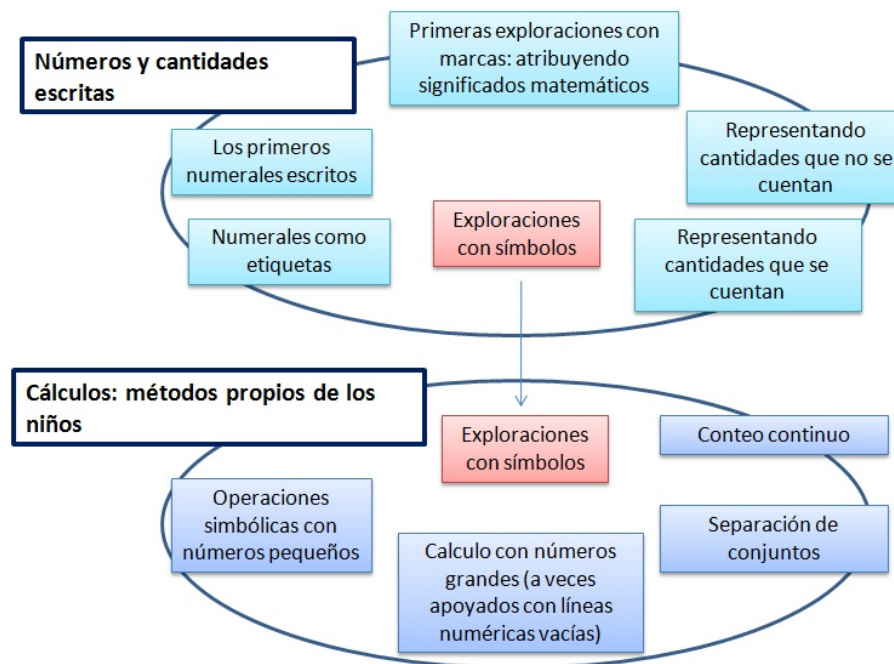 Números y cantidades
escritas
Primeras exploraciones con
marcas: atribuyendo
significados matemáticos
Los primeros
numerales escritos
Representando
cantidades que no se
cuentan
Numerales como
etiquetas
Exploraciones
con símbolos
Representando
cantidades que se
cuentan
Cálculos: métodos propios de los
niños
Exploraciones
con símbolos
Conteo continuo
Operaciones
simbólicas con
números pequeños
Calculo con números
grandes (a veces
apoyados con líneas
numéricas vacías)
Separación de
conjuntos